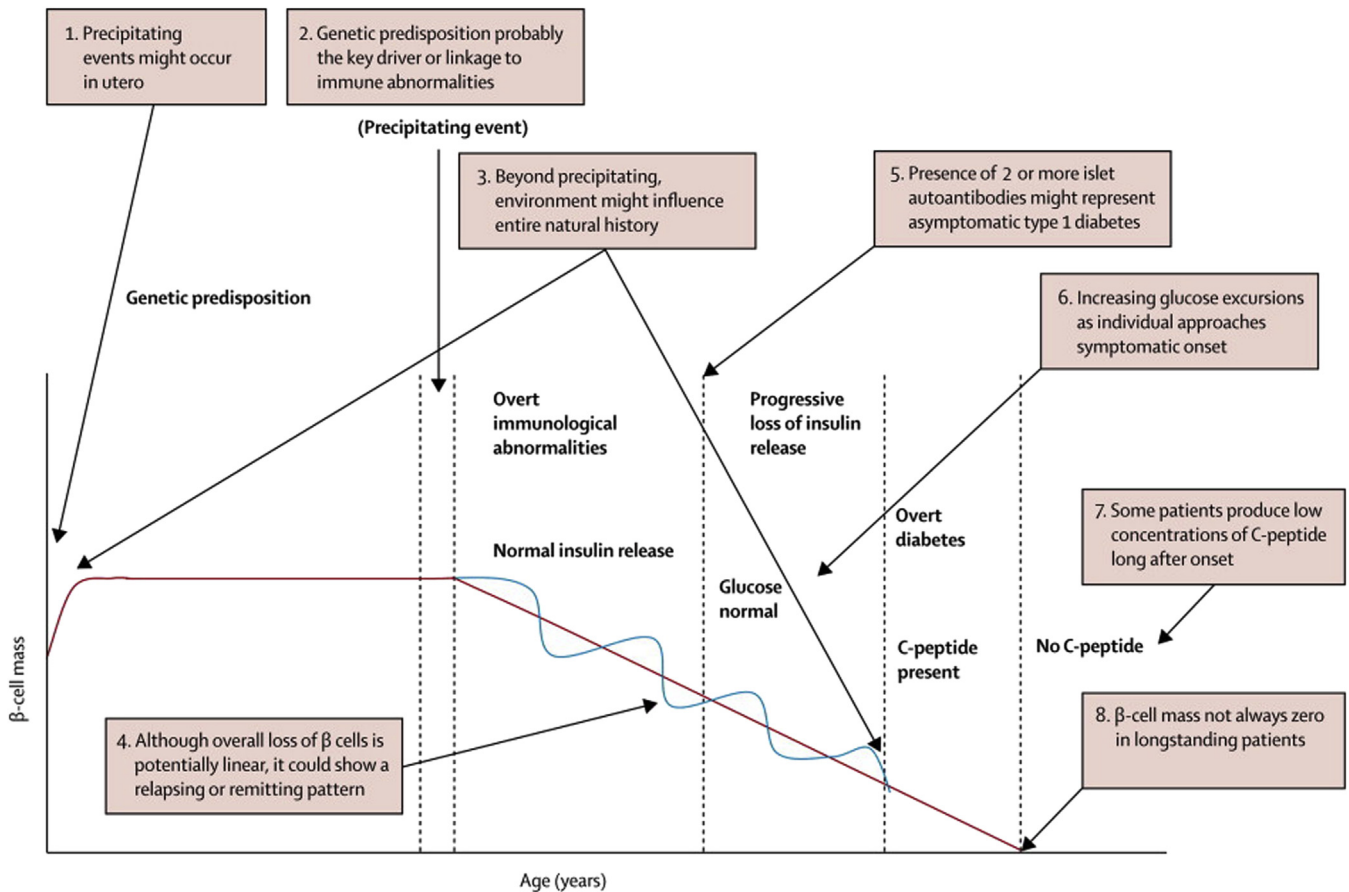 1. Precipitating
events might occur
in utero
2. Genetic predisposition probably
the key driver or linkage to
immune abnormalities
(Precipitating event)
3. Beyond precipitating,
environment might influence
entire natural history
5. Presence of 2 or more islet
autoantibodies might represent
asymptomatic type 1 diabetes
Genetic predisposition
6. Increasing glucose excursions
as individual approaches
symptomatic onset
Overt
immunological
abnormalities
Progressive
loss of insulin
release
Normal insulin release
Glucose
normal
Overt
diabetes
7. Some patients produce low
concentrations of C-peptide
long after onset
C-peptide
present
No C-peptide
β-cell mass
4. Although overall loss of β cells is
potentially linear, it could show a
relapsing or remitting pattern
8. β-cell mass not always zero
in longstanding patients
Age (years)